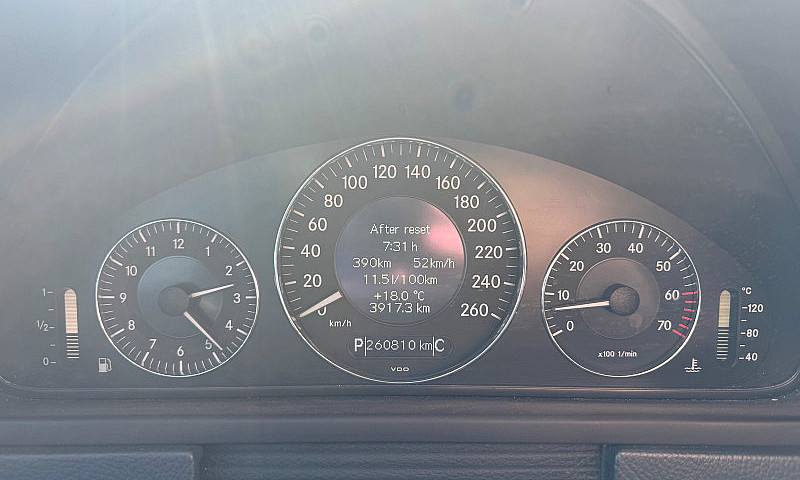 After reset
7:31 h
390km 52km/h
11.5l/100km
+18.0 °C
3917.3 km
0 20 40 60 80 100 120 140 160 180 200 220 240 260
km/h
P 260810 km C
VDO
12 1 2 3 4 5 6 7 8 9 10 11
1
1/2
0
0 10 20 30 40 50 60 70
x100 1/min
°C
120
80
40